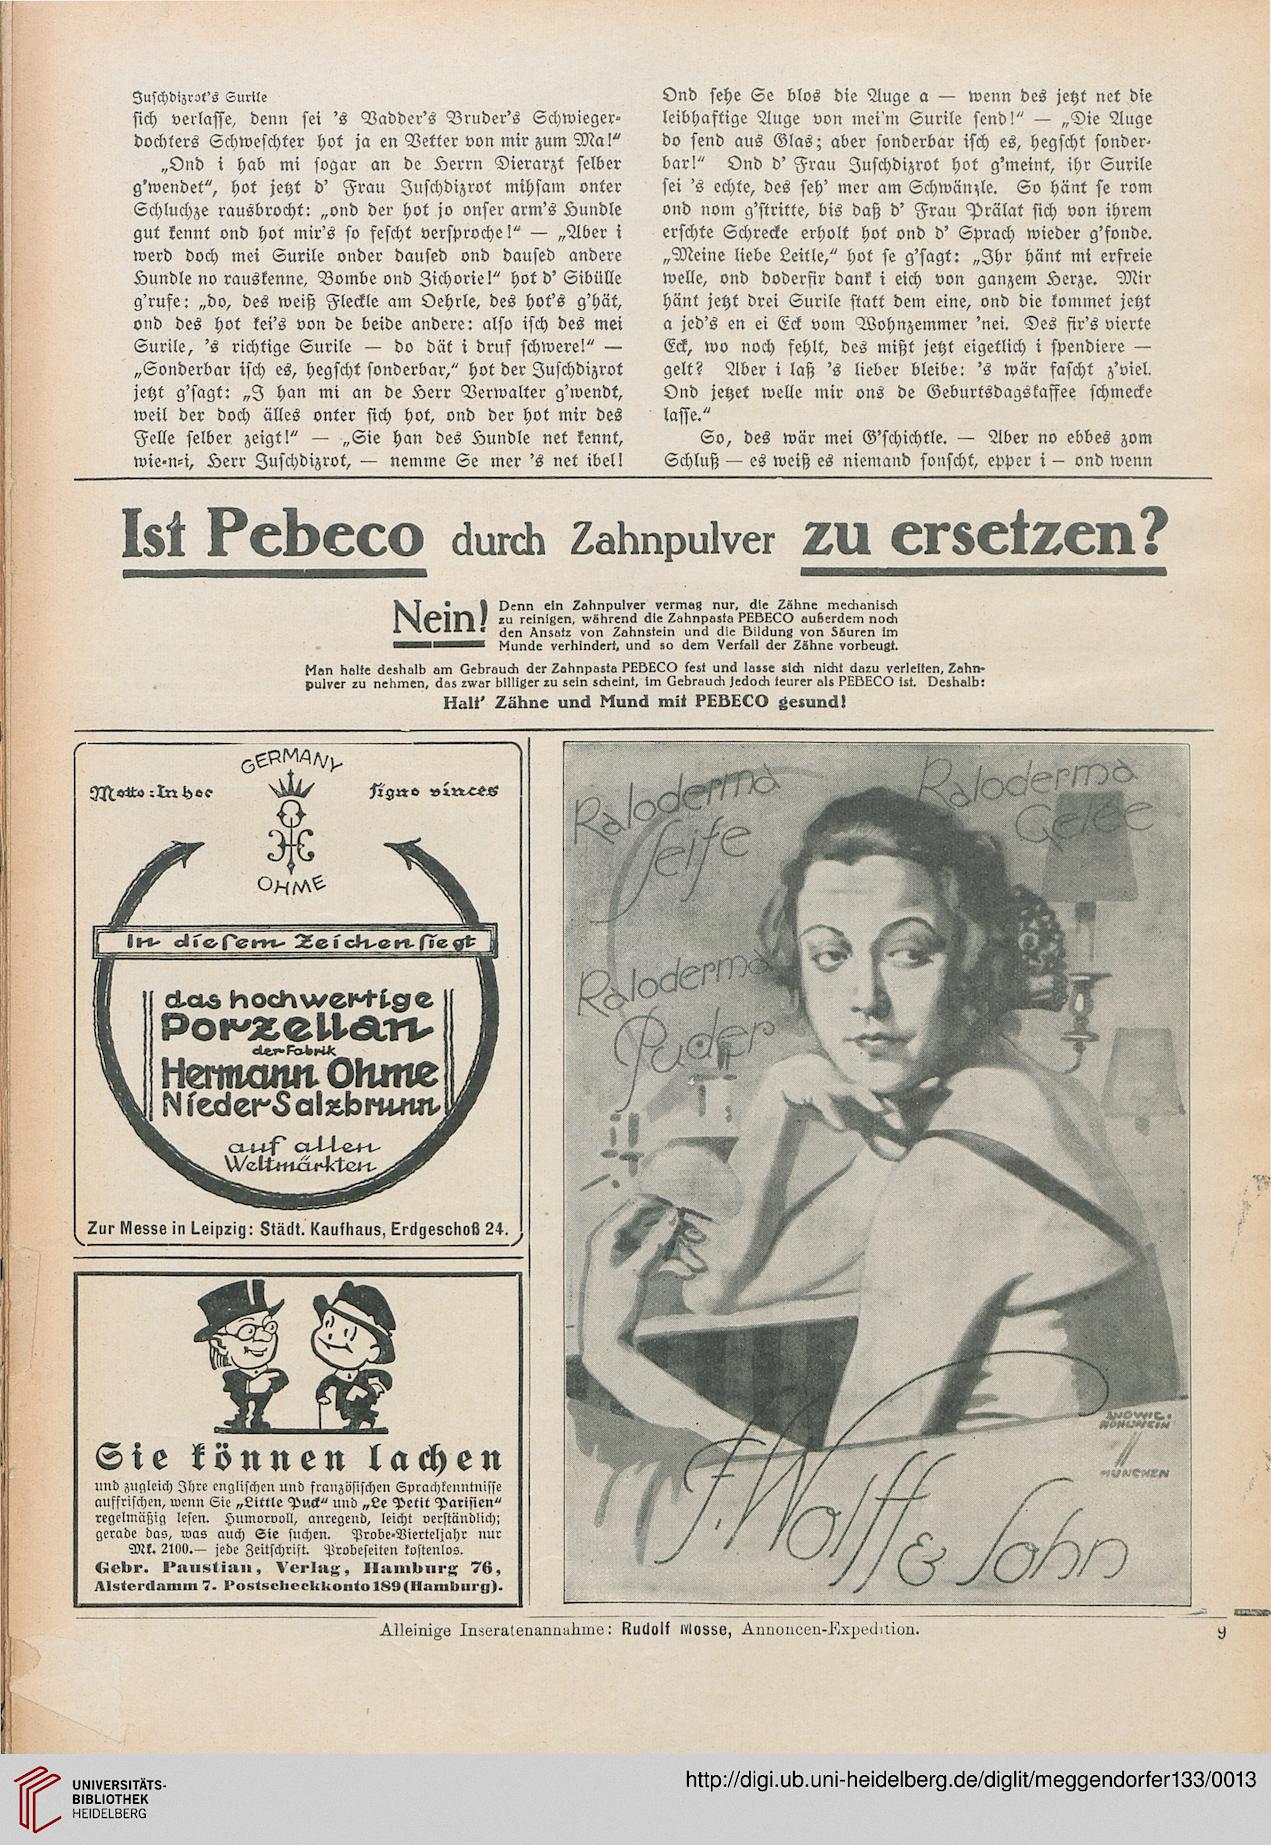 Juschdizrot's Surile
sich verlasse, denn sei 's Vadder's Bruder's Schwieger-
dochters Schweschter hot ja en Vetter von mir zum Ma!"
„Ond i hab mi sogar an de Herrn Dierarzt selber
g'wendet", hot jetzt d' Frau Juschdizrot mihsam onter
Schluchze rausbrocht: „ond der hot jo onser arm's Hundle
gut kennt ond hot mir's so fescht versproche!" — „Aber i
werd doch mei Surile onder daused ond daused andere
Hundle no rauskenne, Bombe ond Zichorie!" hot d' Sibülle
g'rufe: „do, des weiß Fleckle am Oehrle, des hot's g'hät,
ond des hot kei's von de beide andere: also isch des mei
Surile, 's richtige Surile — do dät i druf schwere!" —
„Sonderbar isch es, hegscht sonderbar," hot der Juschdizrot
jetzt g'sagt: „I han mi an de Herr Verwalter g'wendt,
weil der doch älles onter sich hot, ond der hot mir des
Felle selber zeigt!" — „Sie han des Hundle net kennt,
wie-n-i, Herr Juschdizrot, — nemme Se mer 's net ibel!
Ond sehe Se blos die Auge a — wenn des jetzt net die
leibhaftige Auge von mei'm Surile send!" — „Die Auge
do send aus Glas; aber sonderbar isch es, hegscht sonder-
bar!" Ond d' Frau Juschdizrot hot g'meint, ihr Surile
sei 's echte, des seh' mer am Schwänzle. So hänt se rom
ond nom g'stritte, bis daß d' Frau Prälat sich von ihrem
erschte Schrecke erholt hot ond d' Sprach wieder g'fonde.
„Meine liebe Leitle," hot se g'sagt: „Ihr hänt mi erfreie
welle, ond doderfir dank i eich von ganzem Herze. Mir
hänt jetzt drei Surile statt dem eine, ond die kommet jetzt
a jed's en ei Eck vom Wohnzemmer 'nei. Des fir's vierte
Eck, wo noch fehlt, des mißt jetzt eigetlich i spendiere —
gelt? Aber i laß 's lieber bleibe: 's wär fascht z'viel.
Ond jetzet welle mir ons de Geburtsdagskaffee schmecke
lasse."
So, des wär mei G'schichtle. — Aber no ebbes zom
Schluß — es weiß es niemand sonscht, epper i — ond wenn
Ist Pebeco durch Zahnpulver zu ersetzen?
Nein! Denn ein Zahnpulver vermag nur, die Zähne mechanisch
zu reinigen, während die Zahnpasta PEBECO außerdem noch
den Ansatz von Zahnstein und die Bildung von Säuren im
Munde verhindert, und so dem Verfall der Zähne vorbeugt.
Man halte deshalb am Gebrauch der Zahnpasta PEBECO fest und lasse sich nicht dazu verleiten, Zahn-
pulver zu nehmen, das zwar billiger zu sein scheint, im Gebrauch jedoch teurer als PEBECO ist. Deshalb:
Halt' Zähne und Mund mit PEBECO gesund!
GERMANY
Motto: In hoc signo vinces
OHME
In diesem Zeichen siegt
das hochwertige
Porzellan
der Fabrik
Hermann Ohme
Nieder Salzbrunn
auf allen
Weltmärkten
Zur Messe in Leipzig: Städt. Kaufhaus, Erdgeschoß 24.
Sie können lachen
und zugleich Ihre englischen und französischen Sprachkenntnisse
auffrischen, wenn Sie „Little Puck" und „Le Petit Parisien"
regelmäßig lesen. Humorvoll, anregend, leicht verständlich;
gerade das, was auch Sie suchen. Probe-Vierteljahr nur
Mk. 2100.— jede Zeitschrift. Probeseiten kostenlos.
Gebr. Paustian, Verlag, Hamburg 76,
Alsterdamm 7. Postscheckkonto 189 (Hamburg).
Raloderma
Seife
Raloderma
Gelée
Raloderma
Puder
LUDWIG
HOHLWEIN
MÜNCHEN
F. Wolff & Sohn
Alleinige Inseratenannahme: Rudolf Mosse, Annoncen-Expedition.
9
UNIVERSITÄTS-
BIBLIOTHEK
HEIDELBERG
http://digi.ub.uni-heidelberg.de/diglit/meggendorfer133/0013